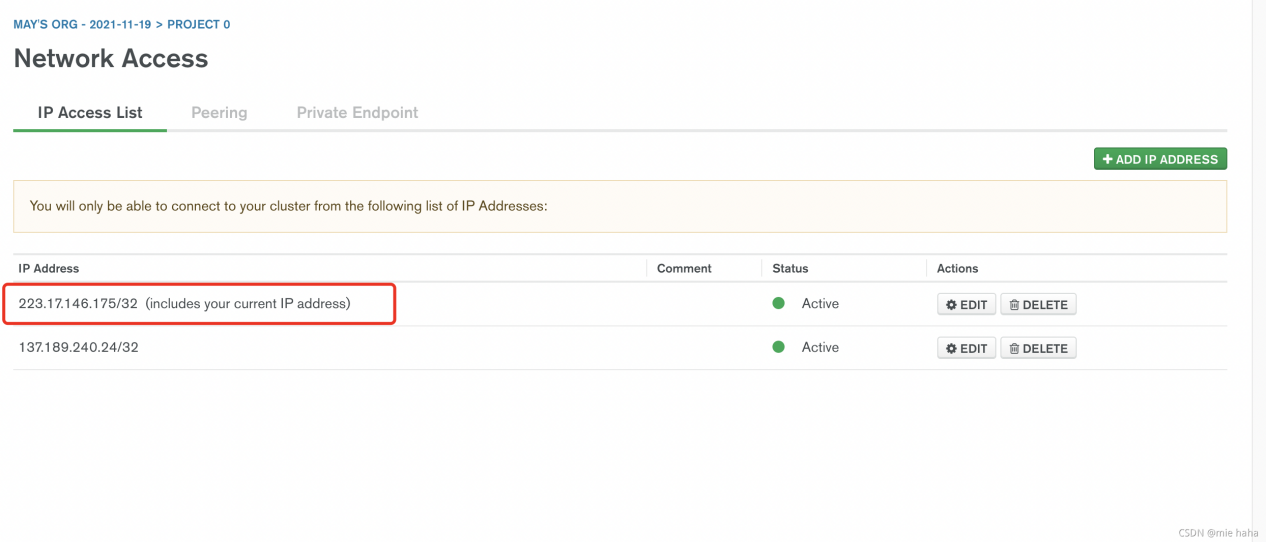 MAY'S ORG - 2021-11-19 > PROJECT 0
Network Access
IP Access List Peering Private Endpoint
+ ADD IP ADDRESS
You will only be able to connect to your cluster from the following list of IP Addresses:
IP Address Comment Status Actions
223.17.146.175/32 (includes your current IP address) Active EDIT DELETE
137.189.240.24/32 Active EDIT DELETE
CSDN @mie haha